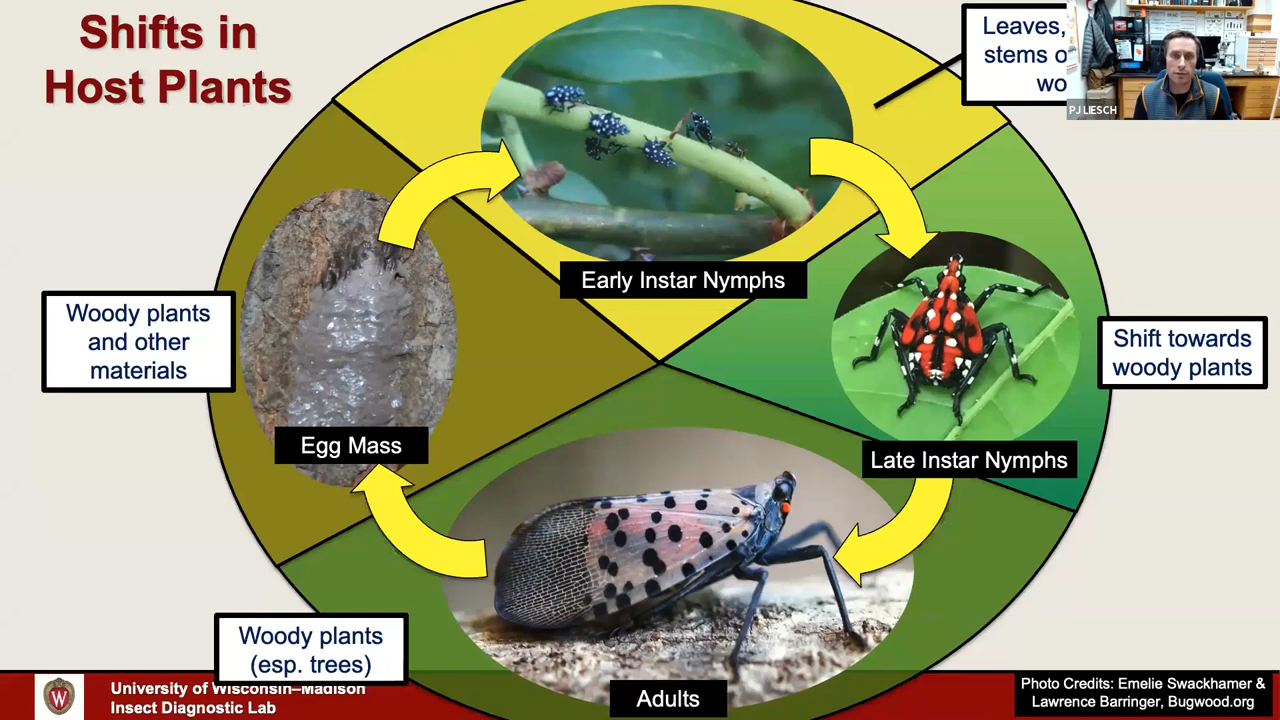 Shifts in
Host Plants
Leaves,
stems o
wo
PJ LIESCH
Early Instar Nymphs
Woody plants
and other
materials
Shift towards
woody plants
Egg Mass
Late Instar Nymphs
Woody plants
(esp. trees)
Adults
W
University of Wisconsin–Madison
Insect Diagnostic Lab
Photo Credits: Emelie Swackhamer &
Lawrence Barringer, Bugwood.org